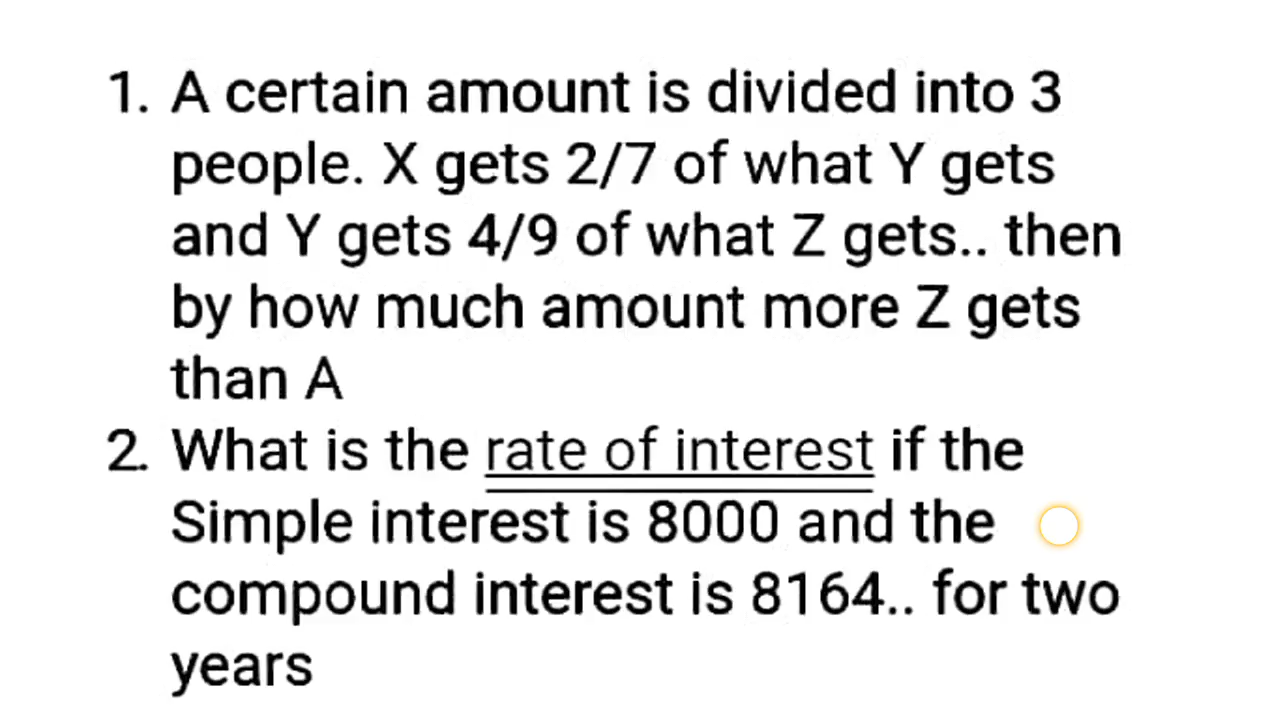 1. A certain amount is divided into 3
people. X gets 2/7 of what Y gets
and Y gets 4/9 of what Z gets.. then
by how much amount more Z gets
than A
2. What is the rate of interest if the
Simple interest is 8000 and the
compound interest is 8164.. for two
years